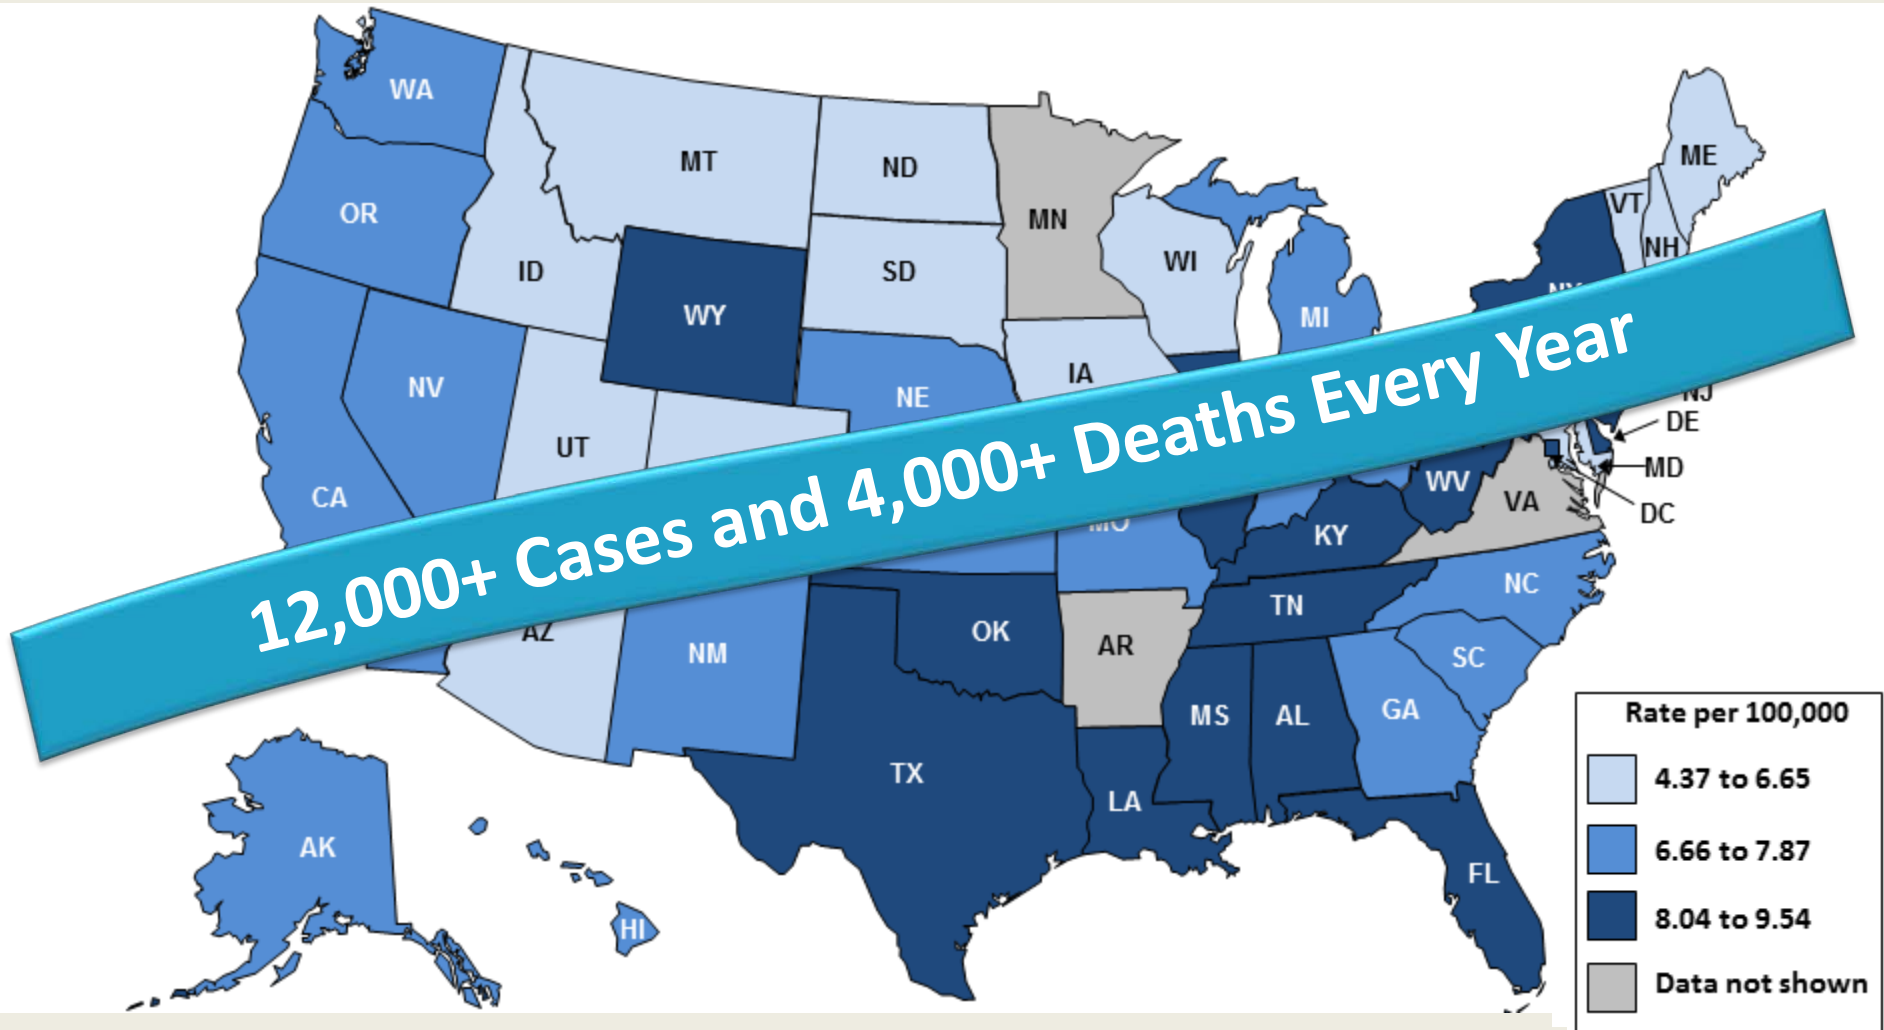 WA
MT
ND
MN
ME
OR
VT
ID
SD
WI
NH
WY
NY
MI
NV
NE
IA
UT
NJ
DE
MD
CA
WV
VA
DC
MO
KY
12,000+ Cases and 4,000+ Deaths Every Year
NC
TN
AZ
NM
OK
AR
SC
MS
AL
GA
TX
LA
AK
FL
HI
Rate per 100,000
4.37 to 6.65
6.66 to 7.87
8.04 to 9.54
Data not shown